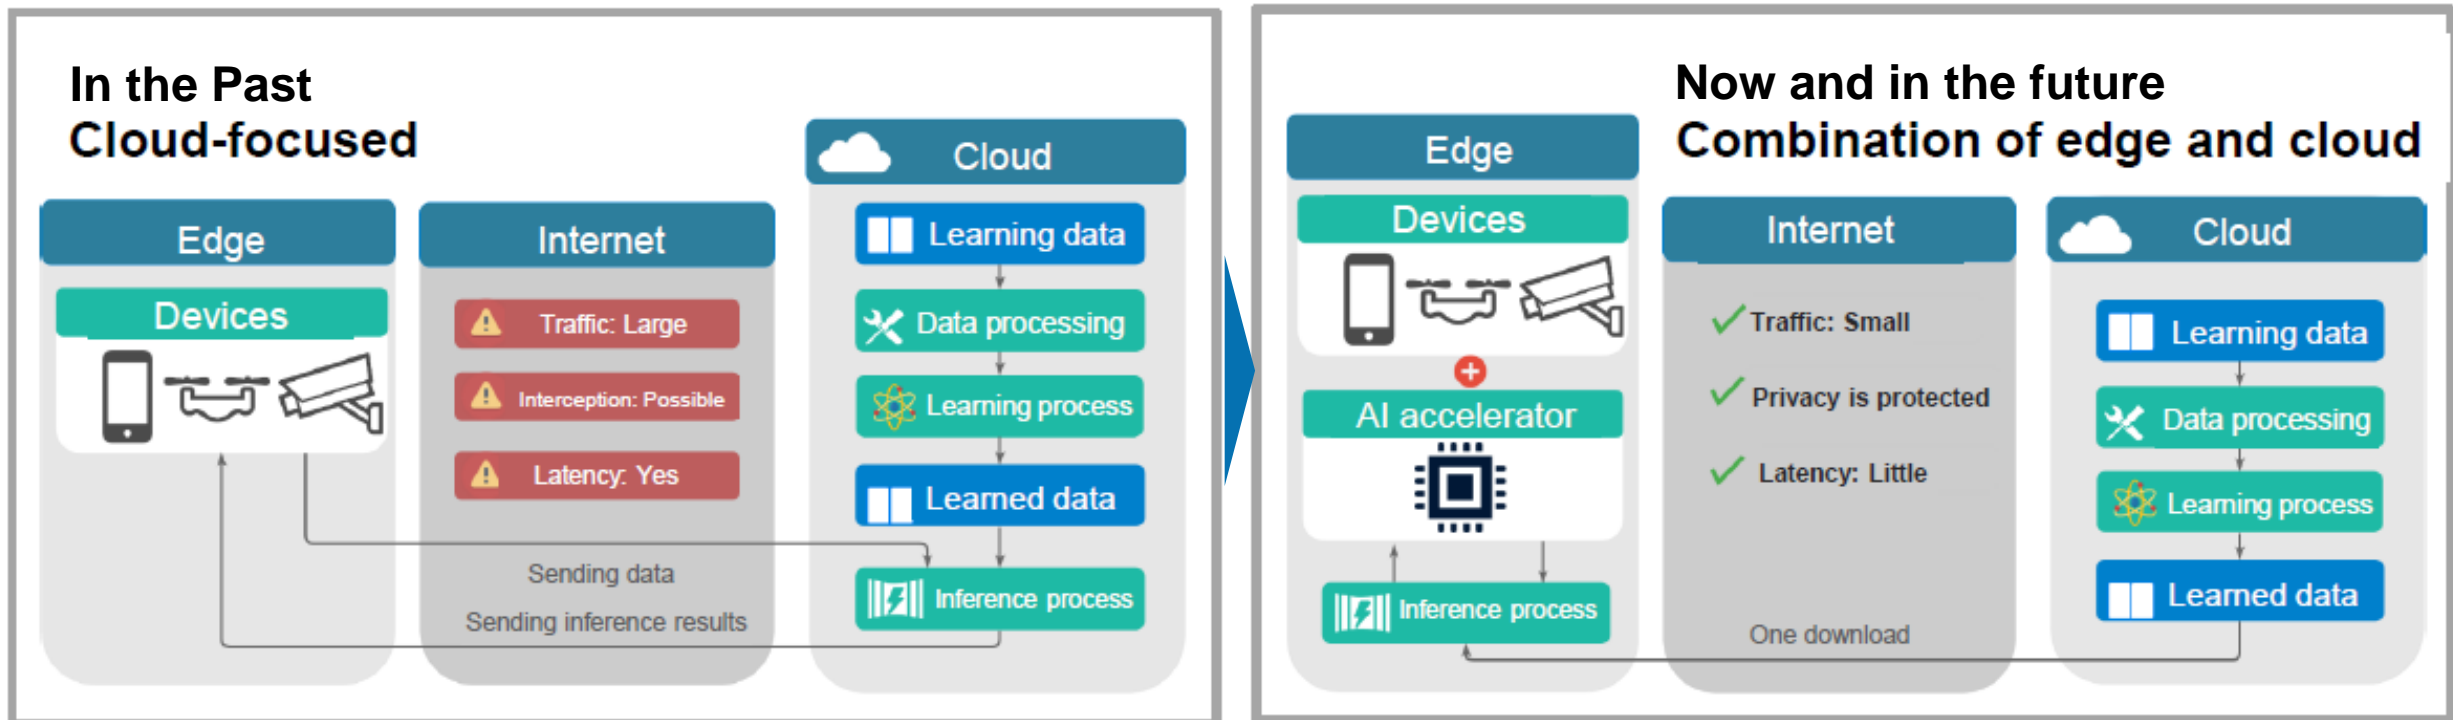 In the Past
Cloud-focused
Edge
Devices
Internet
Traffic: Large
Interception: Possible
Latency: Yes
Sending data
Sending inference results
Cloud
Learning data
Data processing
Learning process
Learned data
Inference process
Now and in the future
Combination of edge and cloud
Edge
Devices
AI accelerator
Inference process
Internet
Traffic: Small
Privacy is protected
Latency: Little
One download
Cloud
Learning data
Data processing
Learning process
Learned data